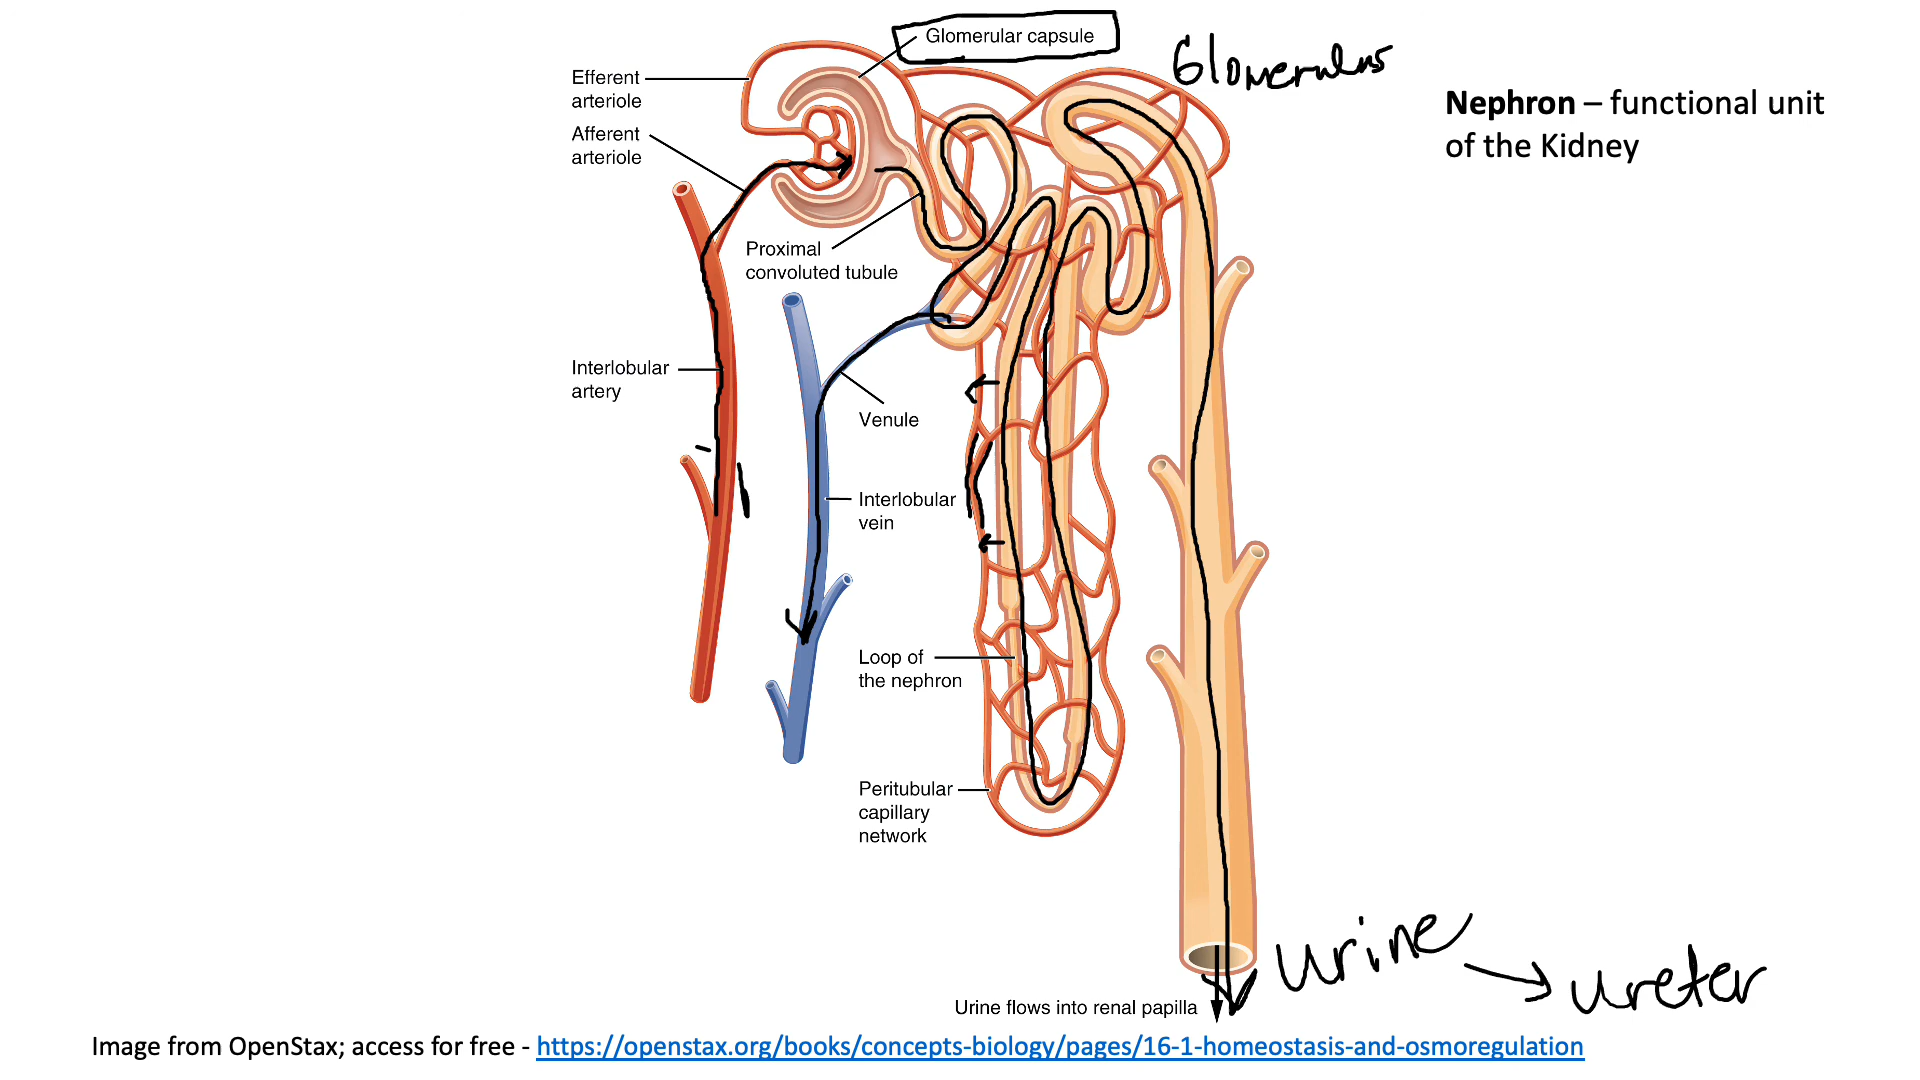 Glomerular capsule
Glomerulus
Efferent
arteriole
Afferent
arteriole
Nephron – functional unit
of the Kidney
Proximal
convoluted tubule
Interlobular
artery
Venule
Interlobular
vein
Loop of
the nephron
Peritubular
capillary
network
Urine
ureter
Urine flows into renal papilla
Image from OpenStax; access for free - https://openstax.org/books/concepts-biology/pages/16-1-homeostasis-and-osmoregulation